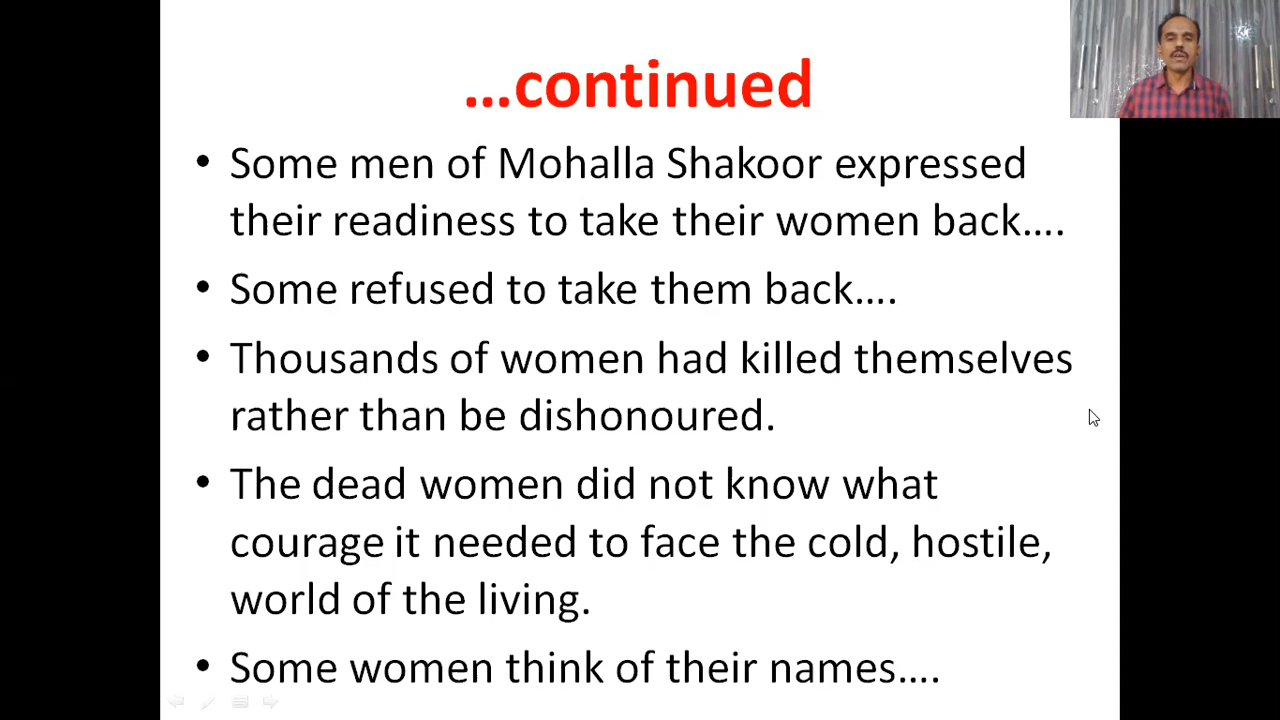 ...continued
• Some men of Mohalla Shakoor expressed
their readiness to take their women back....
• Some refused to take them back....
• Thousands of women had killed themselves
rather than be dishonoured.
• The dead women did not know what
courage it needed to face the cold, hostile,
world of the living.
• Some women think of their names....